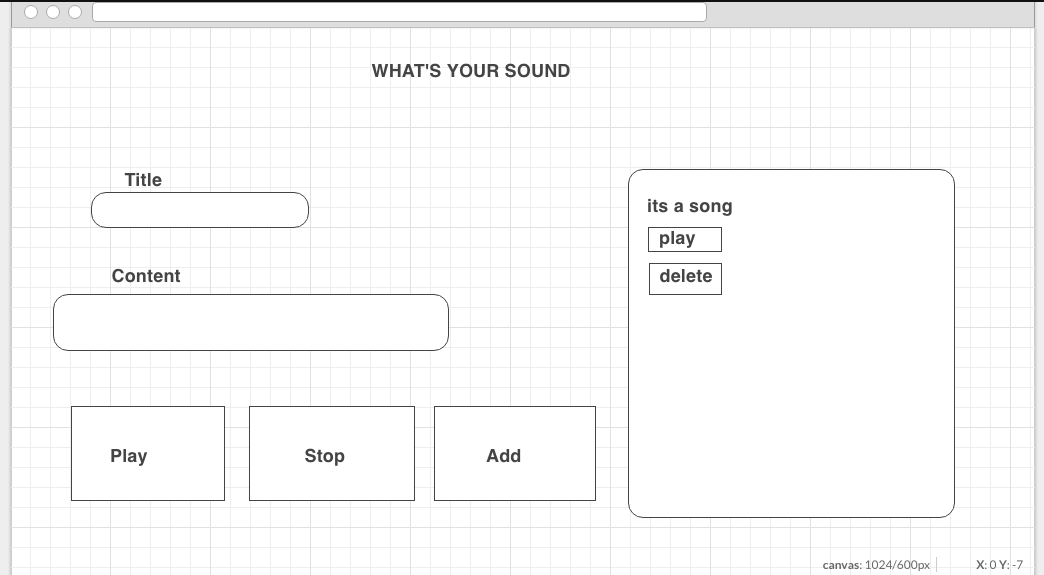 WHAT'S YOUR SOUND
Title
Content
Play
Stop
Add
its a song
play
delete
canvas: 1024/600px
X: 0 Y: -7